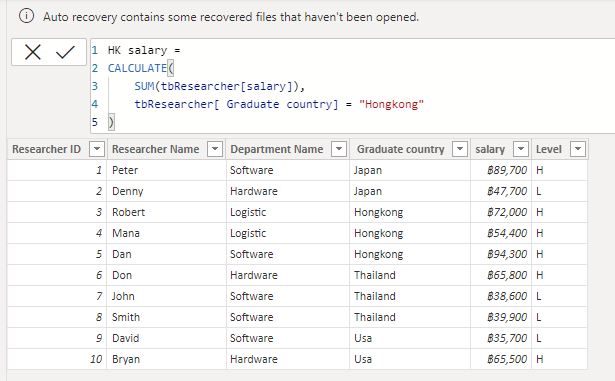 Auto recovery contains some recovered files that haven't been opened.
1 HK salary =
2 CALCULATE(
3 SUM(tbResearcher[salary]),
4 tbResearcher[ Graduate country] = "Hongkong"
5 )
Researcher ID Researcher Name Department Name Graduate country salary Level
1 Peter Software Japan ฿89,700 H
2 Denny Hardware Japan ฿47,700 L
3 Robert Logistic Hongkong ฿72,000 H
4 Mana Logistic Hongkong ฿54,400 H
5 Dan Software Hongkong ฿94,300 H
6 Don Hardware Thailand ฿65,800 H
7 John Software Thailand ฿38,600 L
8 Smith Software Thailand ฿39,900 L
9 David Software Usa ฿35,700 L
10 Bryan Hardware Usa ฿65,500 H